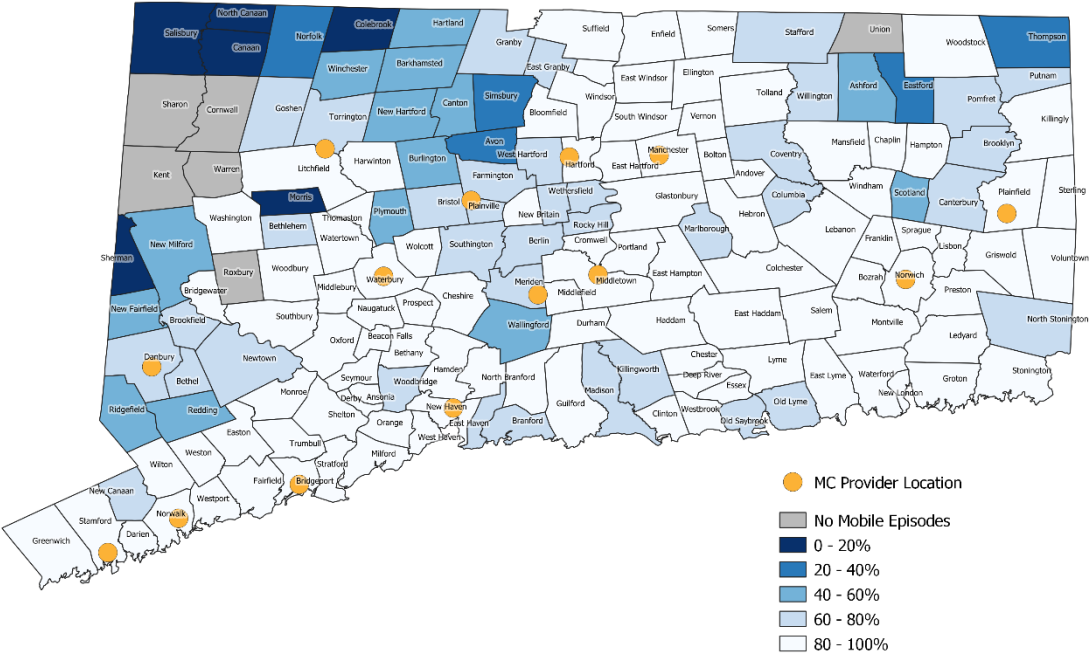 North Canaan
Salisbury
Canaan
Norfolk
Colebrook
Hartland
Granby
Suffield
Enfield
Somers
Stafford
Union
Woodstock
Thompson
Winchester
Barkhamsted
East Granby
East Windsor
Ellington
Putnam
Sharon
Cornwall
Goshen
Torrington
New Hartford
Canton
Simsbury
Bloomfield
Windsor
South Windsor
Vernon
Tolland
Willington
Ashford
Eastford
Pomfret
Killingly
Kent
Warren
Litchfield
Harwinton
Burlington
Avon
West Hartford
Hartford
East Hartford
Manchester
Bolton
Andover
Coventry
Mansfield
Chaplin
Hampton
Brooklyn
Farmington
Morris
Bristol
Plainville
Wethersfield
Glastonbury
Hebron
Columbia
Windham
Scotland
Canterbury
Plainfield
Sterling
Washington
Bethlehem
Thomaston
Watertown
Plymouth
New Britain
Rocky Hill
Marlborough
Lebanon
Franklin
Sprague
Lisbon
New Milford
Sherman
Roxbury
Woodbury
Wolcott
Southington
Berlin
Cromwell
Portland
East Hampton
Colchester
Bozrah
Norwich
Griswold
Voluntown
Bridgewater
Middlebury
Waterbury
Cheshire
Meriden
Middletown
Middlefield
Preston
New Fairfield
Brookfield
Southbury
Naugatuck
Prospect
Wallingford
Durham
Haddam
East Haddam
Salem
Montville
North Stonington
Danbury
Bethel
Newtown
Oxford
Beacon Falls
Bethany
Hamden
North Branford
Killingworth
Chester
Deep River
Essex
Lyme
East Lyme
Waterford
Ledyard
Ridgefield
Redding
Monroe
Seymour
Derby
Ansonia
Woodbridge
New Haven
East Haven
Branford
Guilford
Madison
Clinton
Westbrook
Old Saybrook
Old Lyme
New London
Groton
Stonington
Easton
Shelton
Orange
West Haven
Trumbull
Milford
Wilton
Weston
Stratford
Fairfield
Bridgeport
New Canaan
Westport
Norwalk
Stamford
Darien
Greenwich
MC Provider Location
No Mobile Episodes
0 - 20%
20 - 40%
40 - 60%
60 - 80%
80 - 100%